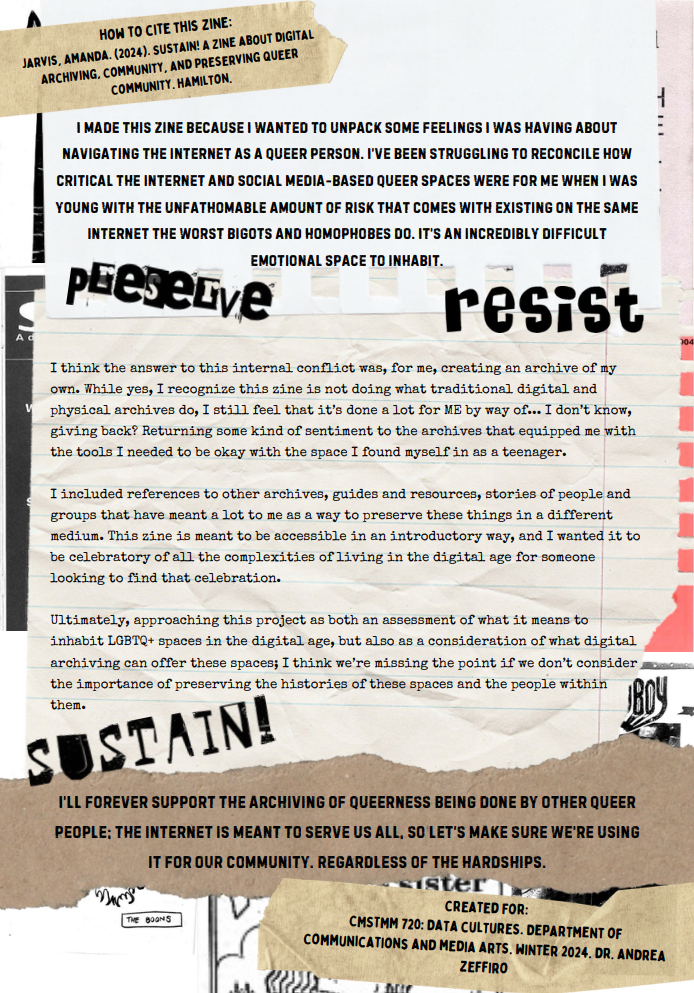 HOW TO CITE THIS ZINE:
JARVIS, AMANDA. (2024). SUSTAIN! A ZINE ABOUT DIGITAL
ARCHIVING, COMMUNITY, AND PRESERVING QUEER
COMMUNITY. HAMILTON.
I MADE THIS ZINE BECAUSE I WANTED TO UNPACK SOME FEELINGS I WAS HAVING ABOUT
NAVIGATING THE INTERNET AS A QUEER PERSON. I'VE BEEN STRUGGLING TO RECONCILE HOW
CRITICAL THE INTERNET AND SOCIAL MEDIA-BASED QUEER SPACES WERE FOR ME WHEN I WAS
YOUNG WITH THE UNFATHOMABLE AMOUNT OF RISK THAT COMES WITH EXISTING ON THE SAME
INTERNET THE WORST BIGOTS AND HOMOPHOBES DO. IT'S AN INCREDIBLY DIFFICULT
EMOTIONAL SPACE TO INHABIT.
PRESERVE
resist
I think the answer to this internal conflict was, for me, creating an archive of my
own. While yes, I recognize this zine is not doing what traditional digital and
physical archives do, I still feel that it's done a lot for ME by way of... I don't know,
giving back? Returning some kind of sentiment to the archives that equipped me with
the tools I needed to be okay with the space I found myself in as a teenager.
I included references to other archives, guides and resources, stories of people and
groups that have meant a lot to me as a way to preserve these things in a different
medium. This zine is meant to be accessible in an introductory way, and I wanted it to
be celebratory of all the complexities of living in the digital age for someone
looking to find that celebration.
Ultimately, approaching this project as both an assessment of what it means to
inhabit LGBTQ+ spaces in the digital age, but also as a consideration of what digital
archiving can offer these spaces; I think we're missing the point if we don't consider
the importance of preserving the histories of these spaces and the people within
them.
BOY
SUSTAIN!
I'LL FOREVER SUPPORT THE ARCHIVING OF QUEERNESS BEING DONE BY OTHER QUEER
PEOPLE; THE INTERNET IS MEANT TO SERVE US ALL, SO LET'S MAKE SURE WE'RE USING
IT FOR OUR COMMUNITY. REGARDLESS OF THE HARDSHIPS.
sister
CREATED FOR:
CMSTMM 720: DATA CULTURES. DEPARTMENT OF
COMMUNICATIONS AND MEDIA ARTS. WINTER 2024. DR. ANDREA
ZEFFIRO